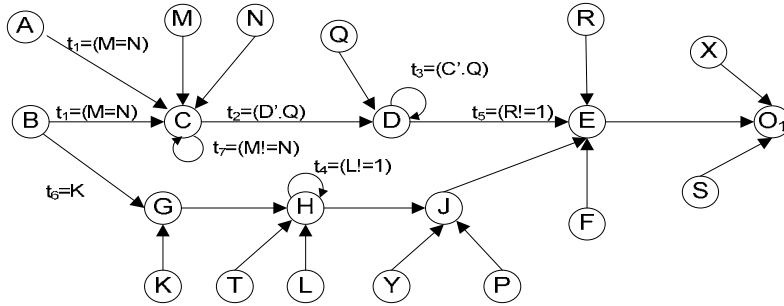 A
M
N
R
Q
X
t₁=(M=N)
t₃=(C'.Q)
B
t₁=(M=N)
C
t₂=(D'.Q)
D
t₅=(R!=1)
E
O₁
t₇=(M!=N)
t₄=(L!=1)
t₆=K
S
G
H
J
F
K
T
L
Y
P